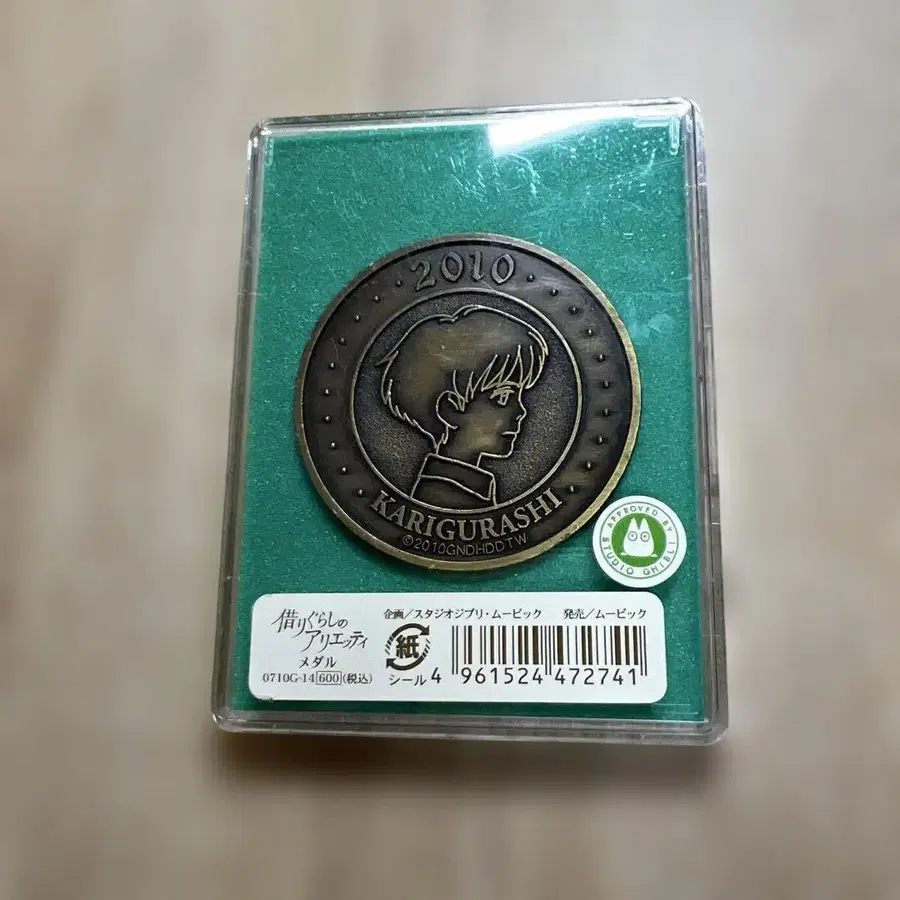 2010
KARIGURASHI
©2010GNDHDDTW
APPROVED BY
STUDIO GHIBLI
借りぐらしの
アリエッティ
メダル
0710G-14 600(税込)
企画/スタジオジブリ・ムービック 発売/ムービック
紙
シール
4 961524 472741